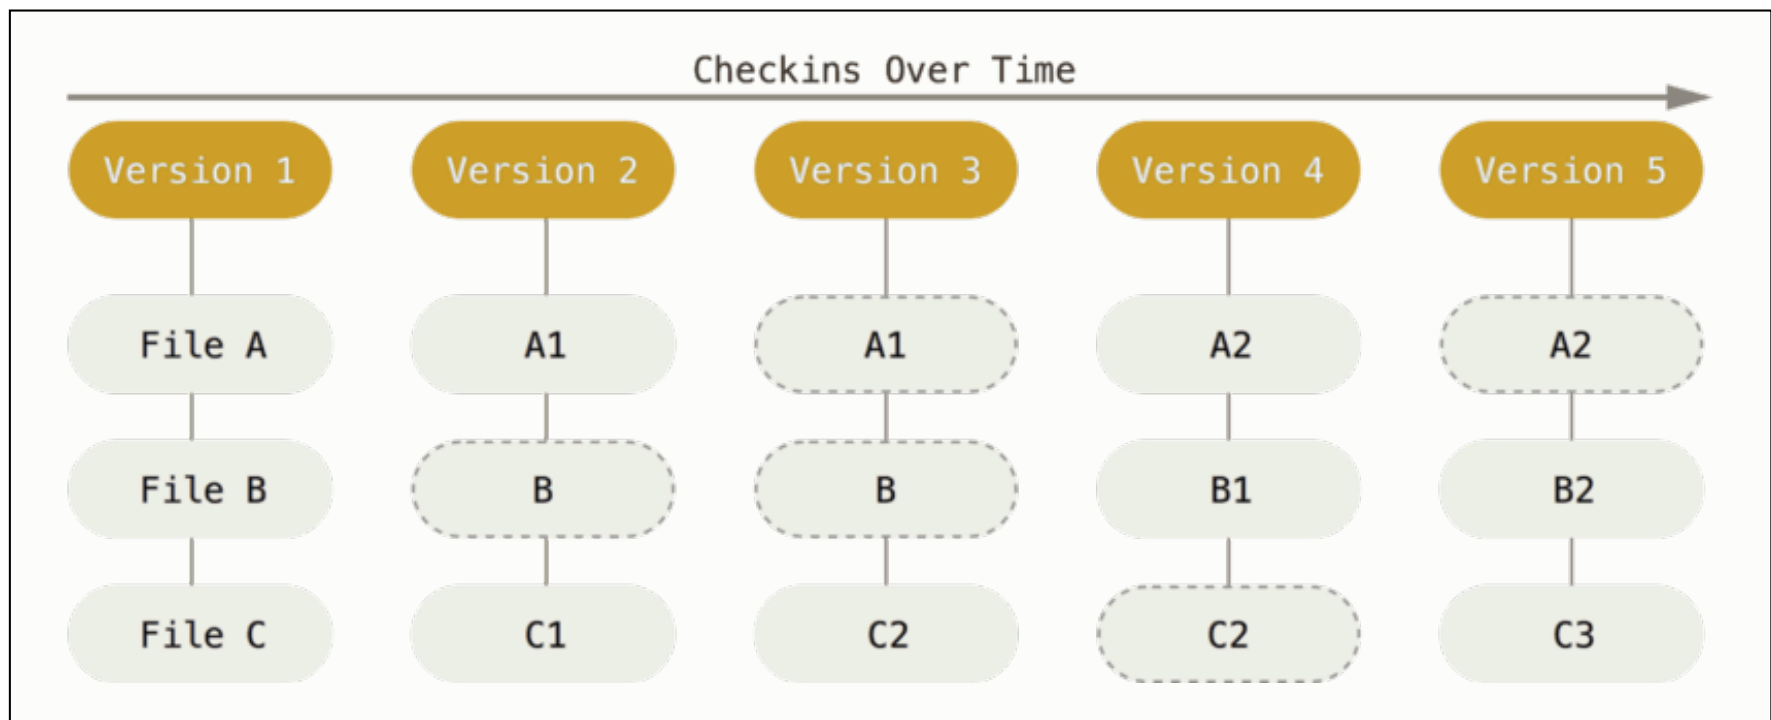 Checkins Over Time
Version 1 Version 2 Version 3 Version 4 Version 5
File A A1 A1 A2 A2
File B B B B1 B2
File C C1 C2 C2 C3